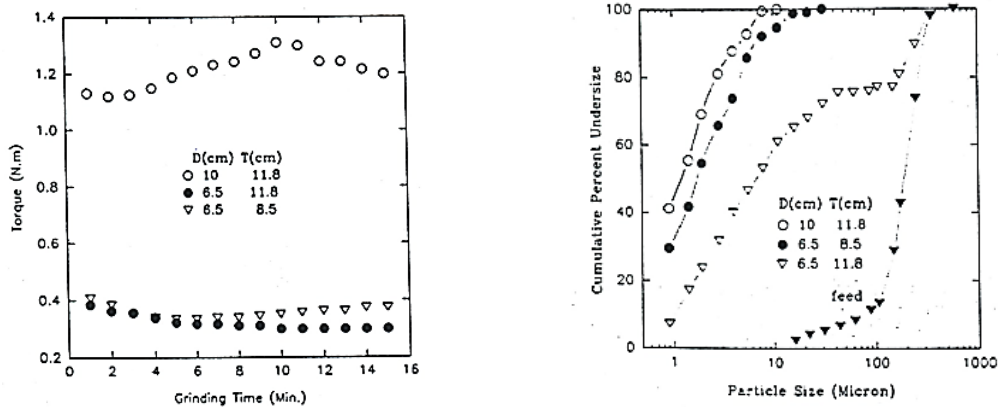 1.4
1.2
1.0
0.8
0.6
0.4
0.2
Torque (N.m)
D(cm) T(cm)
10 11.8
6.5 11.8
6.5 8.5
0 2 4 6 8 10 12 14 16
Grinding Time (Min.)
100
80
60
40
20
0
Cumulative Percent Undersize
D(cm) T(cm)
10 11.8
6.5 8.5
6.5 11.8
feed
1 10 100 1000
Particle Size (Micron)